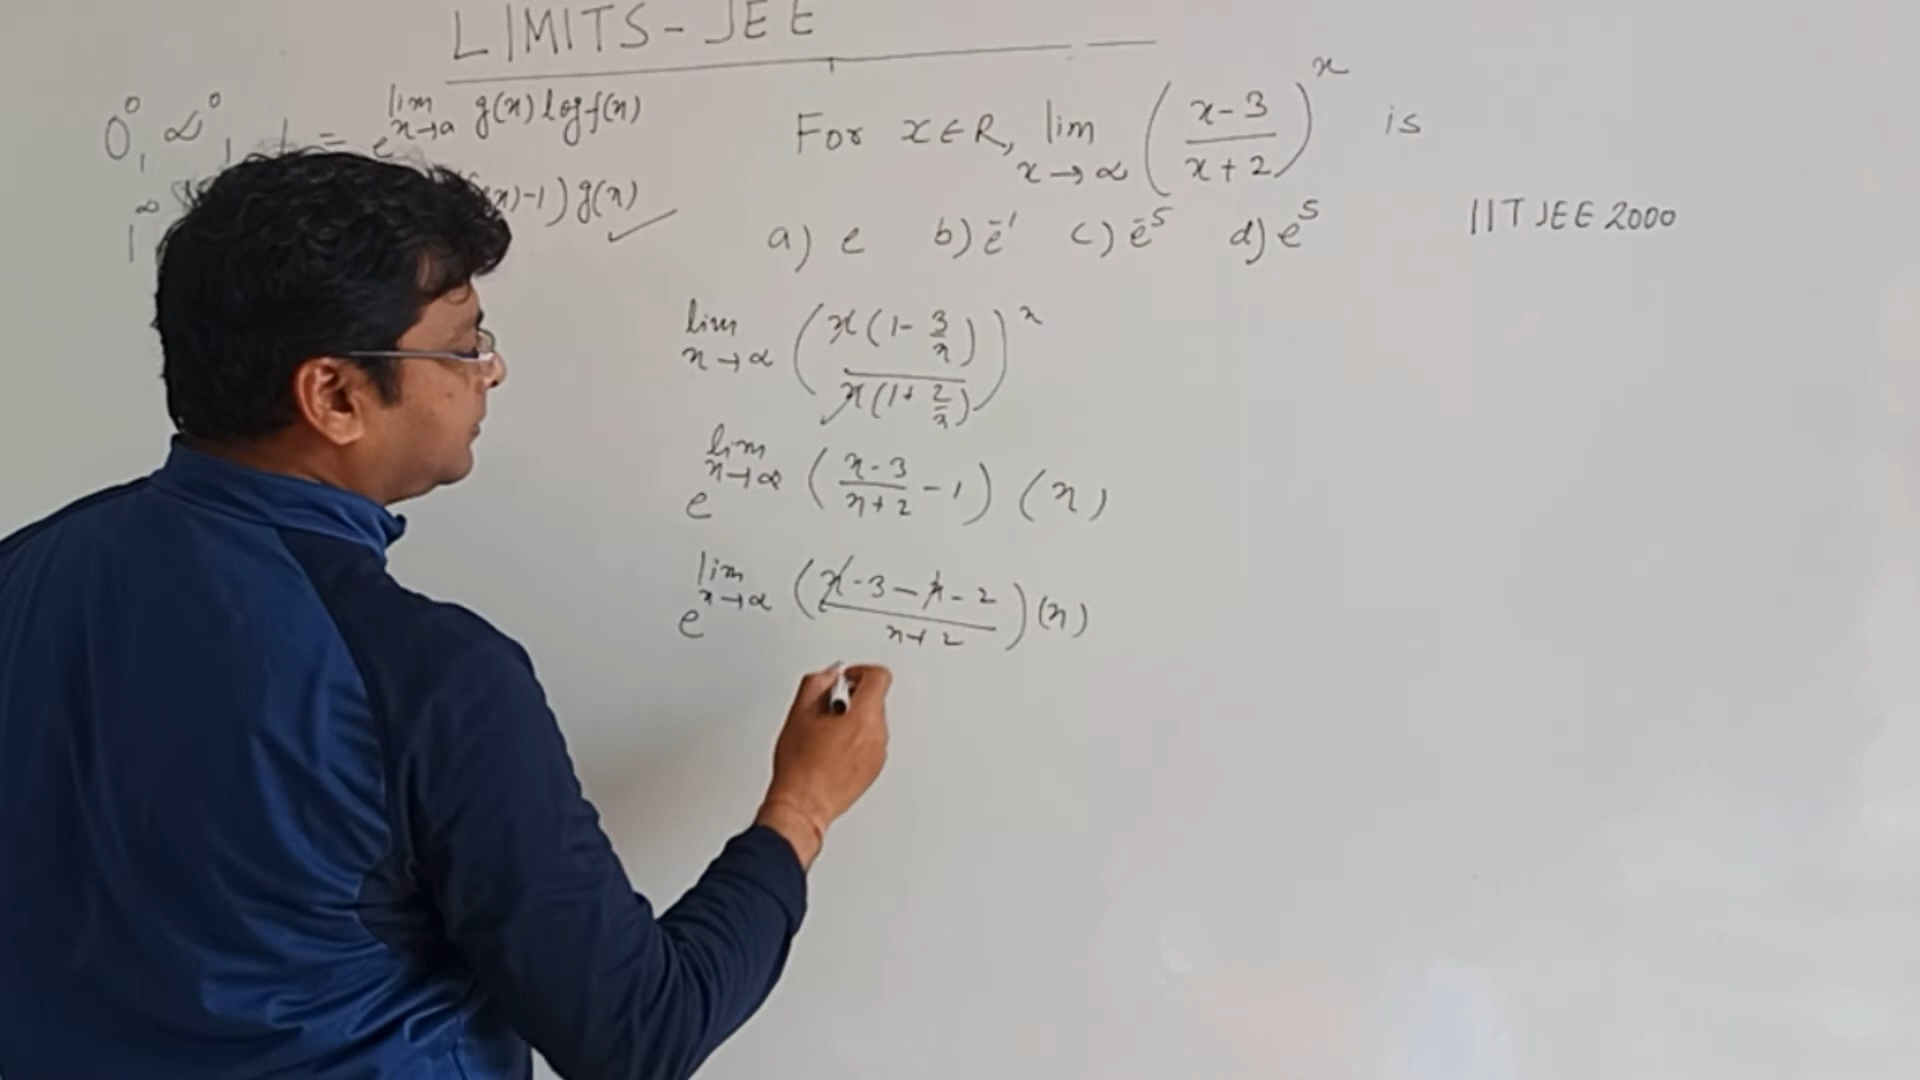 LIMITS - JEE
0⁰, ∝⁰, = e^{lim x→a g(x) log f(x)}
1^∞ (x)-1) g(x)
For x∈R, lim x→∝ ((x-3)/(x+2))^x is
a) e b) e^-1 c) e^-5 d) e^5
IIT JEE 2000
lim x→∝ (x(1-3/x)/x(1+2/x))^x
e^{lim x→∝ ((x-3)/(x+2) - 1) (x)}
e^{lim x→∝ ((x-3-x-2)/(x+2)) (x)}